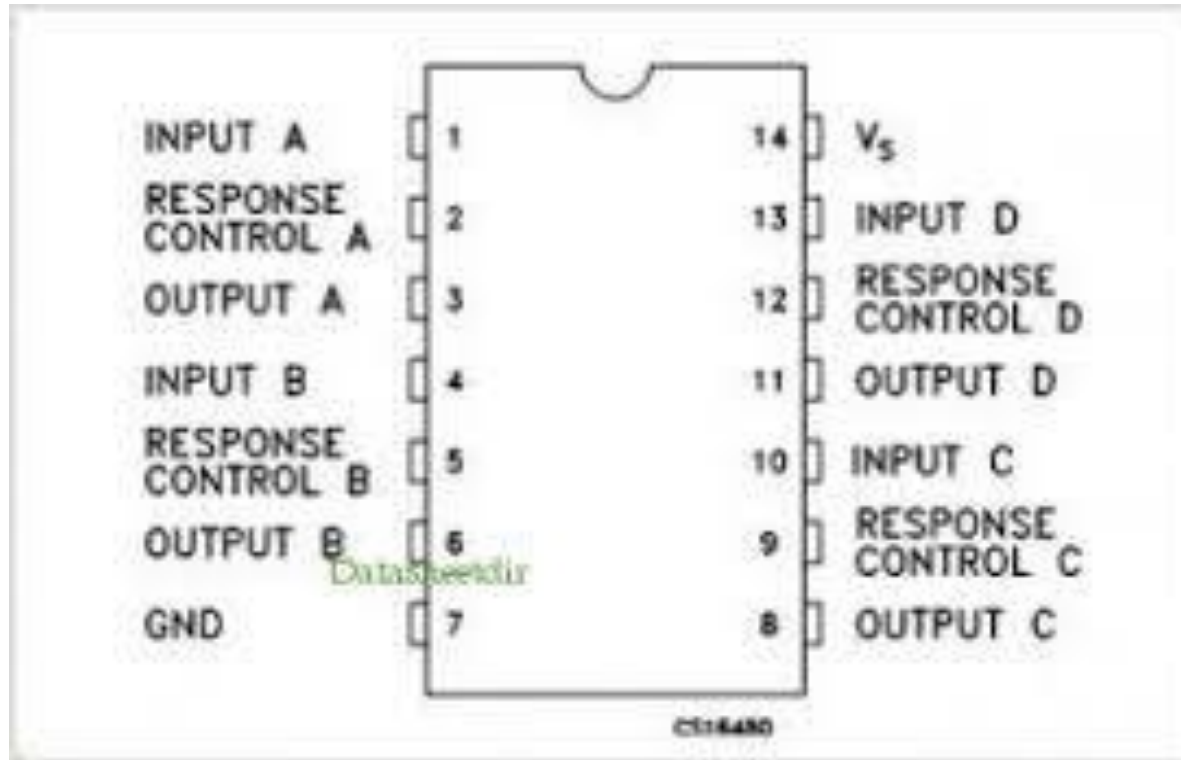 INPUT A
RESPONSE
CONTROL A
OUTPUT A
INPUT B
RESPONSE
CONTROL B
OUTPUT B
GND
1
2
3
4
5
6
7
14
13
12
11
10
9
8
VS
INPUT D
RESPONSE
CONTROL D
OUTPUT D
INPUT C
RESPONSE
CONTROL C
OUTPUT C
Datasheetdir